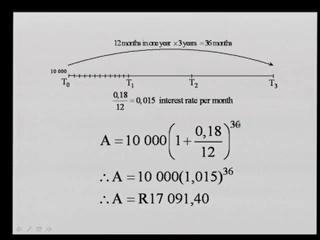 12 months in one year × 3 years = 36 months
10 000
T₀ T₁ T₂ T₃
0,18/12 = 0,015 interest rate per month
A = 10 000(1 + 0,18/12)³⁶
∴ A = 10 000(1,015)³⁶
∴ A = R17 091,40